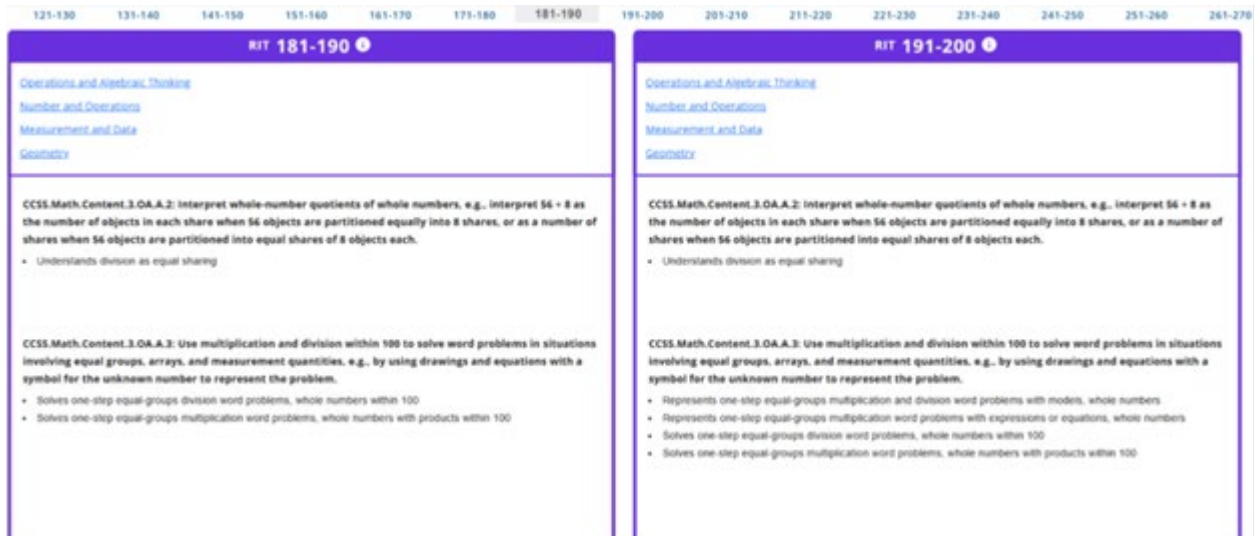 121-130 131-140 141-150 151-160 161-170 171-180 181-190 191-200 201-210 211-220 221-230 231-240 241-250 251-260 261-270
RIT 181-190
Operations and Algebraic Thinking
Number and Operations
Measurement and Data
Geometry
CCSS.Math.Content.3.OA.A.2: Interpret whole-number quotients of whole numbers, e.g., interpret 56 ÷ 8 as
the number of objects in each share when 56 objects are partitioned equally into 8 shares, or as a number of
shares when 56 objects are partitioned into equal shares of 8 objects each.
• Understands division as equal sharing
CCSS.Math.Content.3.OA.A.3: Use multiplication and division within 100 to solve word problems in situations
involving equal groups, arrays, and measurement quantities, e.g., by using drawings and equations with a
symbol for the unknown number to represent the problem.
• Solves one-step equal-groups division word problems, whole numbers within 100
• Solves one-step equal-groups multiplication word problems, whole numbers with products within 100
RIT 191-200
Operations and Algebraic Thinking
Number and Operations
Measurement and Data
Geometry
CCSS.Math.Content.3.OA.A.2: Interpret whole-number quotients of whole numbers, e.g., interpret 56 ÷ 8 as
the number of objects in each share when 56 objects are partitioned equally into 8 shares, or as a number of
shares when 56 objects are partitioned into equal shares of 8 objects each.
• Understands division as equal sharing
CCSS.Math.Content.3.OA.A.3: Use multiplication and division within 100 to solve word problems in situations
involving equal groups, arrays, and measurement quantities, e.g., by using drawings and equations with a
symbol for the unknown number to represent the problem.
• Represents one-step equal-groups multiplication and division word problems with models, whole numbers
• Represents one-step equal-groups multiplication word problems with expressions or equations, whole numbers
• Solves one-step equal-groups division word problems, whole numbers within 100
• Solves one-step equal-groups multiplication word problems, whole numbers with products within 100